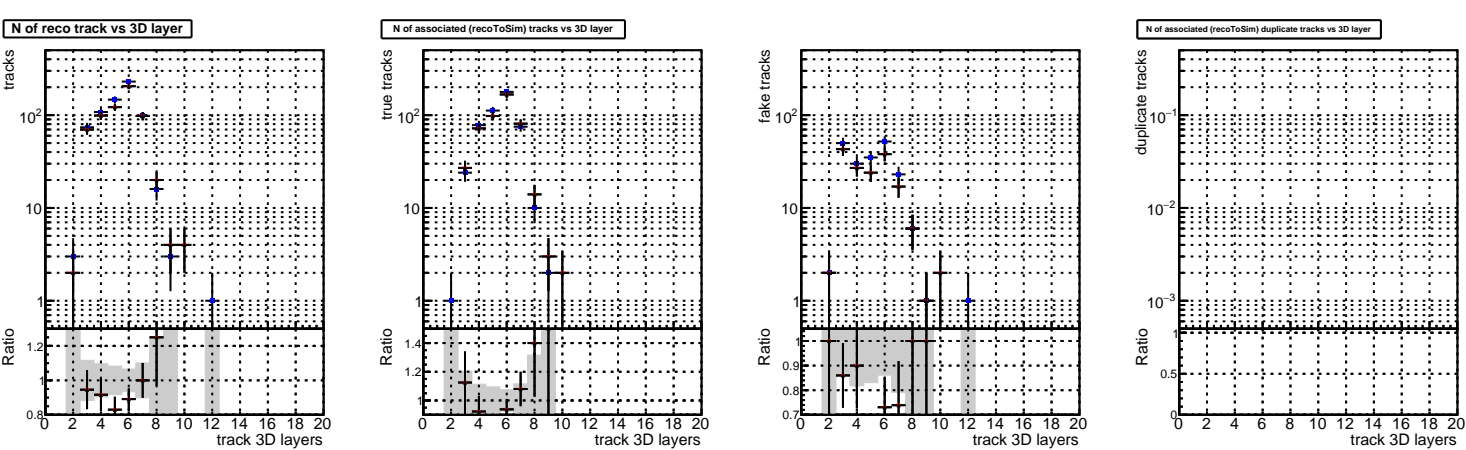 N of reco track vs 3D layer
tracks
10²
10
1
Ratio
1.2
1
0.8
0 2 4 6 8 10 12 14 16 18 20
track 3D layers
N of associated (recoToSim) tracks vs 3D layer
true tracks
10²
10
1
Ratio
1.4
1.2
1
0 2 4 6 8 10 12 14 16 18 20
track 3D layers
fake tracks
10²
10
1
Ratio
1
0.9
0.8
0.7
0 2 4 6 8 10 12 14 16 18 20
track 3D layers
N of associated (recoToSim) duplicate tracks vs 3D layer
duplicate tracks
10⁻¹
10⁻²
10⁻³
Ratio
1
0.5
0
0 2 4 6 8 10 12 14 16 18 20
track 3D layers